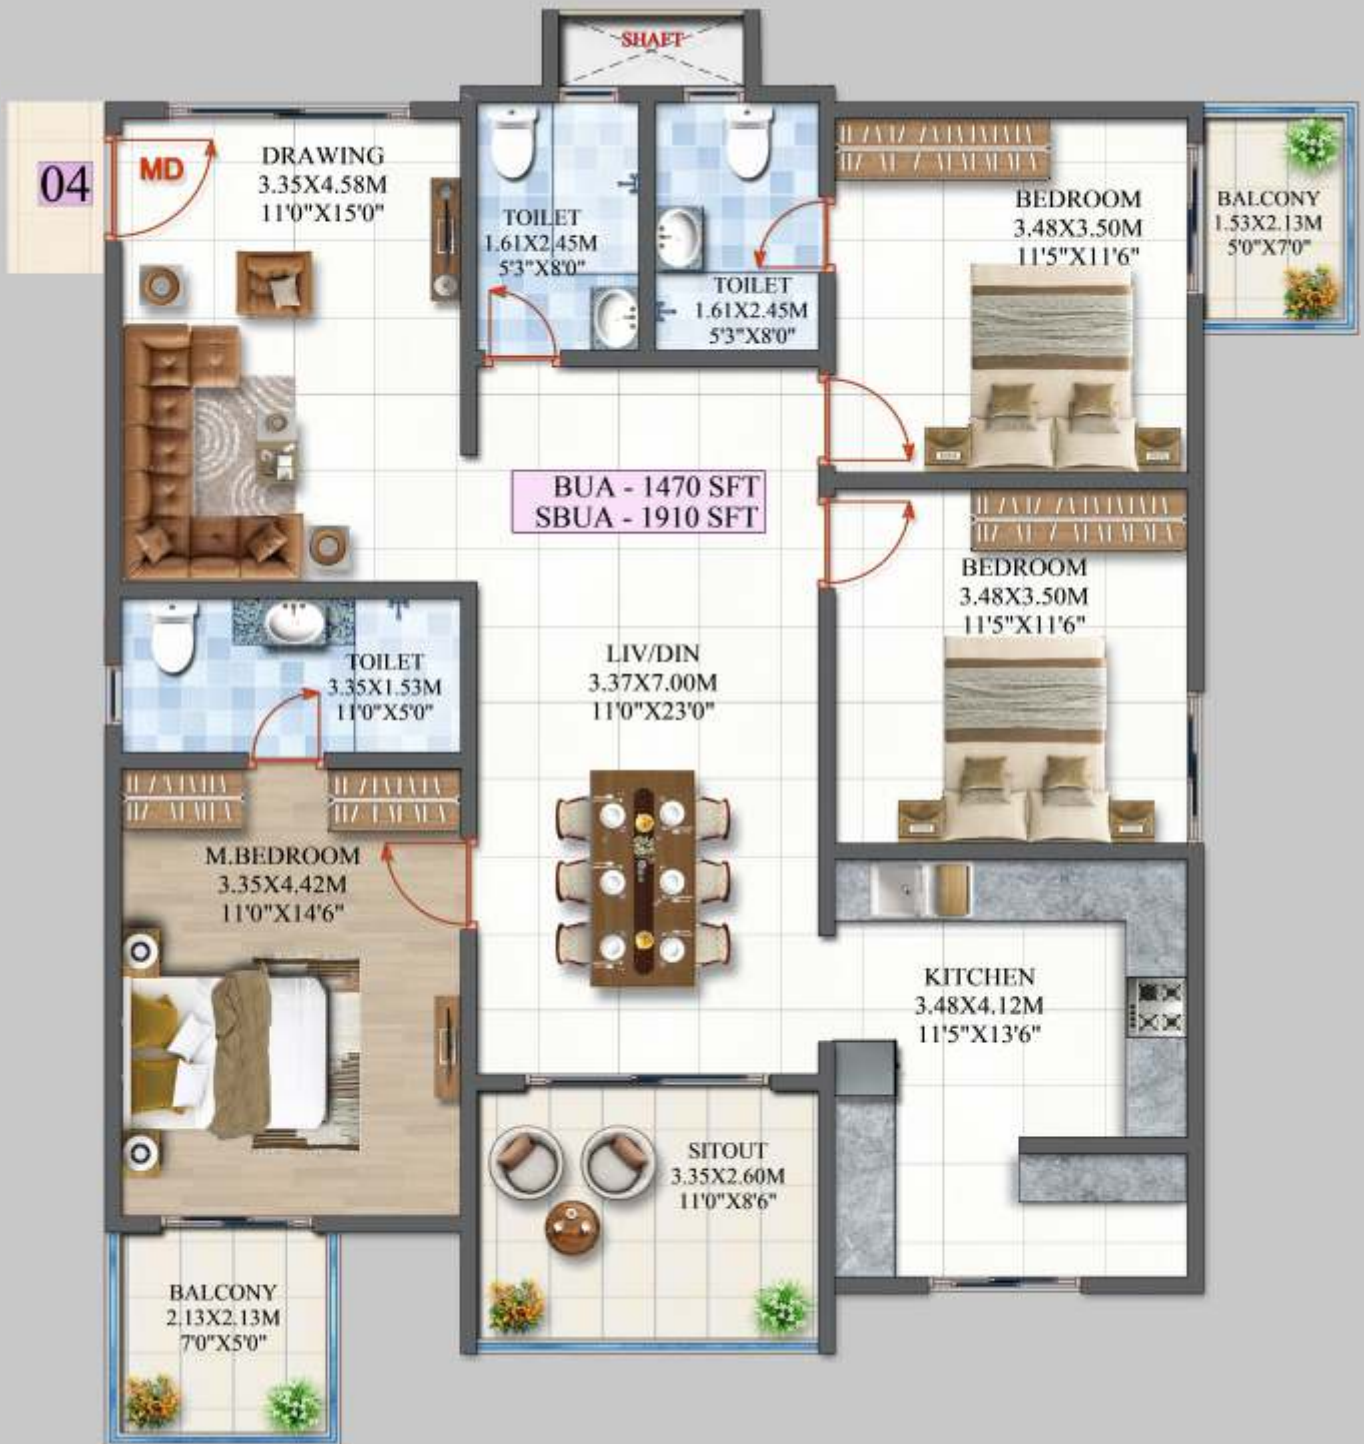 SHAFT
04
MD
DRAWING
3.35X4.58M
11'0"X15'0"
TOILET
1.61X2.45M
5'3"X8'0"
TOILET
1.61X2.45M
5'3"X8'0"
BEDROOM
3.48X3.50M
11'5"X11'6"
BALCONY
1.53X2.13M
5'0"X7'0"
BUA - 1470 SFT
SBUA - 1910 SFT
BEDROOM
3.48X3.50M
11'5"X11'6"
TOILET
3.35X1.53M
11'0"X5'0"
LIV/DIN
3.37X7.00M
11'0"X23'0"
M.BEDROOM
3.35X4.42M
11'0"X14'6"
KITCHEN
3.48X4.12M
11'5"X13'6"
SITOUT
3.35X2.60M
11'0"X8'6"
BALCONY
2.13X2.13M
7'0"X5'0"